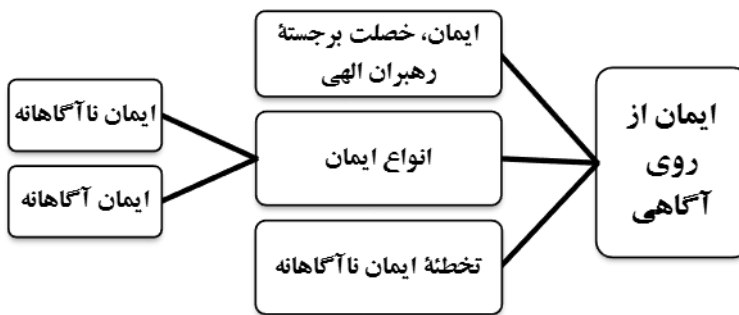 ایمان از
روی
آگاهی
ایمان، خصلت برجستهٔ
رهبران الهی
انواع ایمان
تخطئهٔ ایمان ناآگاهانه
ایمان ناآگاهانه
ایمان آگاهانه